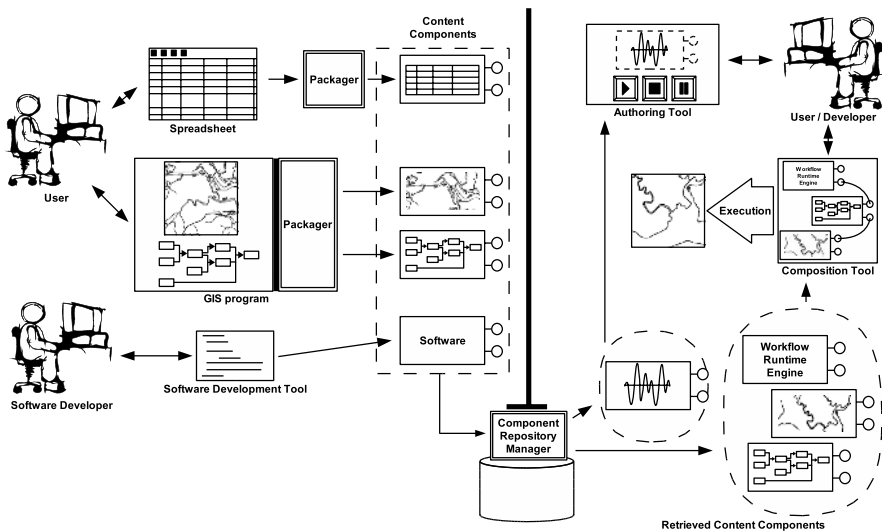 Content
Components
Packager
Spreadsheet
User
Packager
GIS program
Software
Software Developer
Software Development Tool
Component
Repository
Manager
Authoring Tool
User / Developer
Workflow
Runtime
Engine
Execution
Composition Tool
Workflow
Runtime
Engine
Retrieved Content Components